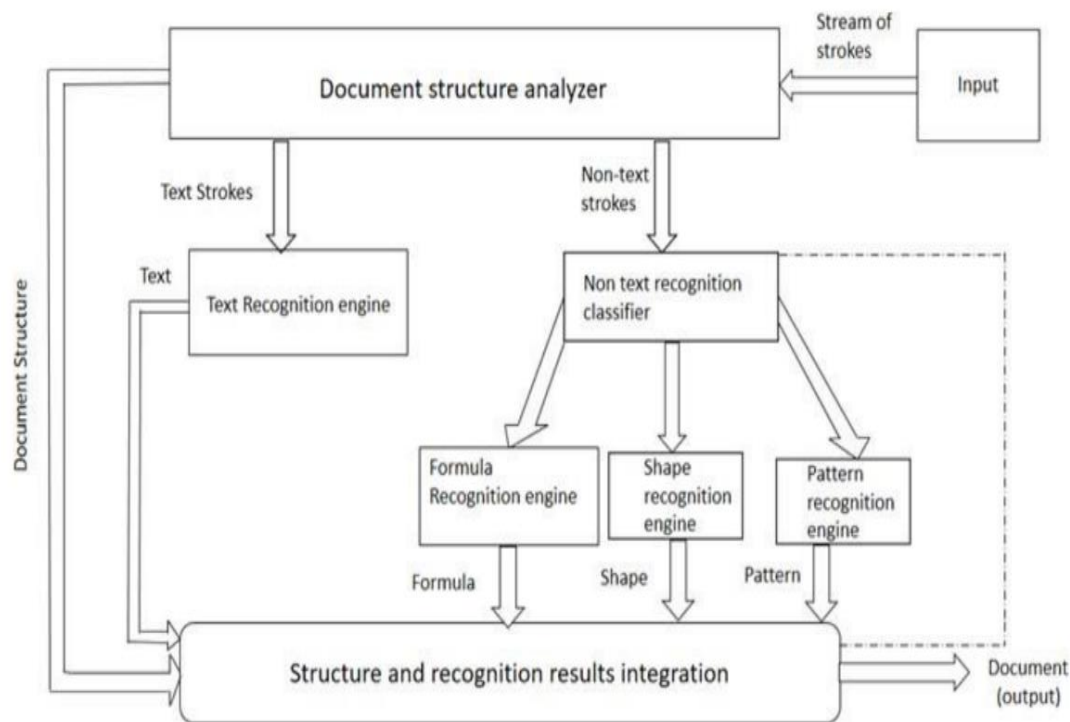 Stream of
strokes
Document structure analyzer
Input
Text Strokes
Non-text
strokes
Document Structure
Text
Text Recognition engine
Non text recognition
classifier
Formula
Recognition engine
Shape
recognition
engine
Pattern
recognition
engine
Formula
Shape
Pattern
Structure and recognition results integration
Document
(output)